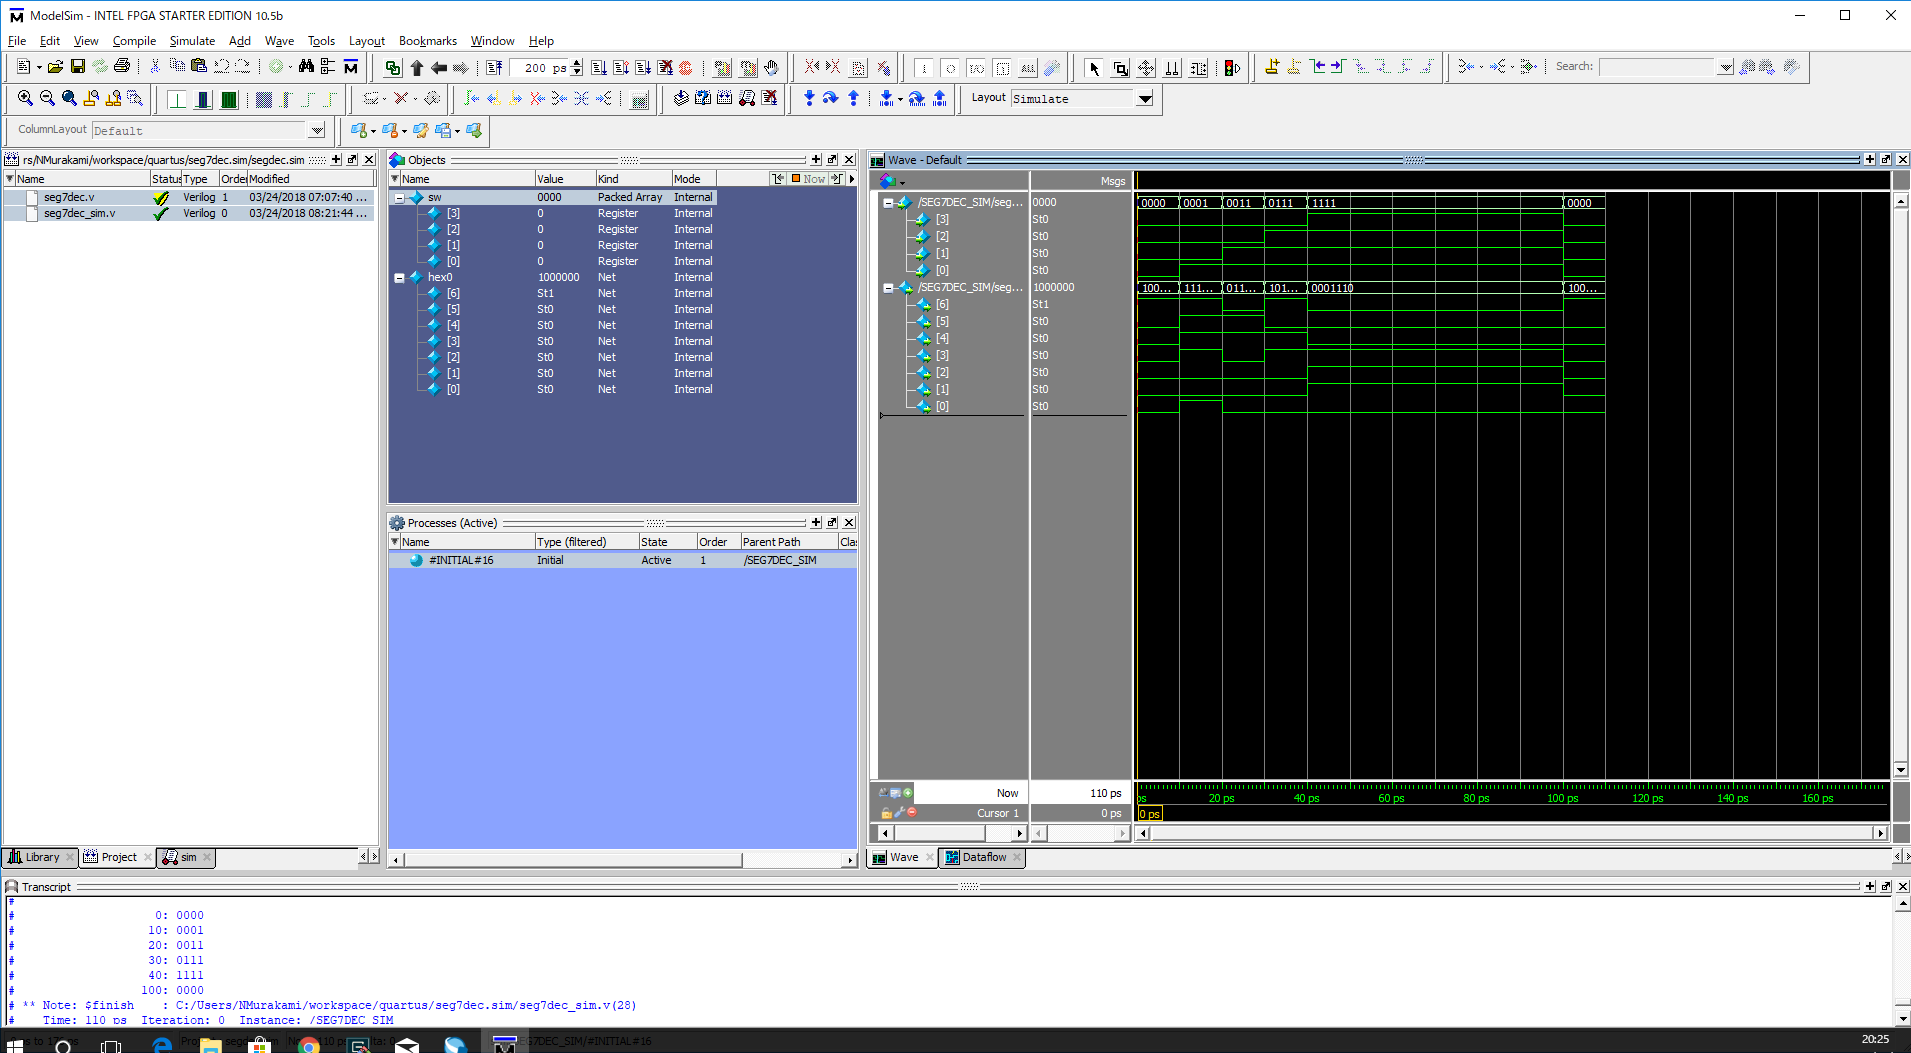 ModelSim - INTEL FPGA STARTER EDITION 10.5b
File Edit View Compile Simulate Add Wave Tools Layout Bookmarks Window Help
200 ps
ALL
Search:
Layout Simulate
ColumnLayout Default
rs/NMurakami/workspace/quartus/seg7dec.sim/segdec.sim
Name Status Type Order Modified
seg7dec.v Verilog 1 03/24/2018 07:07:40 ...
seg7dec_sim.v Verilog 0 03/24/2018 08:21:44 ...
Library Project sim
Objects
Name Value Kind Mode Now
sw 0000 Packed Array Internal
[3] 0 Register Internal
[2] 0 Register Internal
[1] 0 Register Internal
[0] 0 Register Internal
hex0 1000000 Net Internal
[6] St1 Net Internal
[5] St0 Net Internal
[4] St0 Net Internal
[3] St0 Net Internal
[2] St0 Net Internal
[1] St0 Net Internal
[0] St0 Net Internal
Processes (Active)
Name Type (filtered) State Order Parent Path Cla
#INITIAL#16 Initial Active 1 /SEG7DEC_SIM
Wave - Default
Msgs
/SEG7DEC_SIM/seg... 0000 0000 0001 0011 0111 1111 0000
[3] St0
[2] St0
[1] St0
[0] St0
/SEG7DEC_SIM/seg... 1000000 100... 111... 011... 101... 0001110 100...
[6] St1
[5] St0
[4] St0
[3] St0
[2] St0
[1] St0
[0] St0
Now 110 ps ps 20 ps 40 ps 60 ps 80 ps 100 ps 120 ps 140 ps 160 ps
Cursor 1 0 ps 0 ps
Wave Dataflow
Transcript
#
# 0: 0000
# 10: 0001
# 20: 0011
# 30: 0111
# 40: 1111
# 100: 0000
# ** Note: $finish : C:/Users/NMurakami/workspace/quartus/seg7dec.sim/seg7dec_sim.v(28)
# Time: 110 ps Iteration: 0 Instance: /SEG7DEC_SIM
20:25